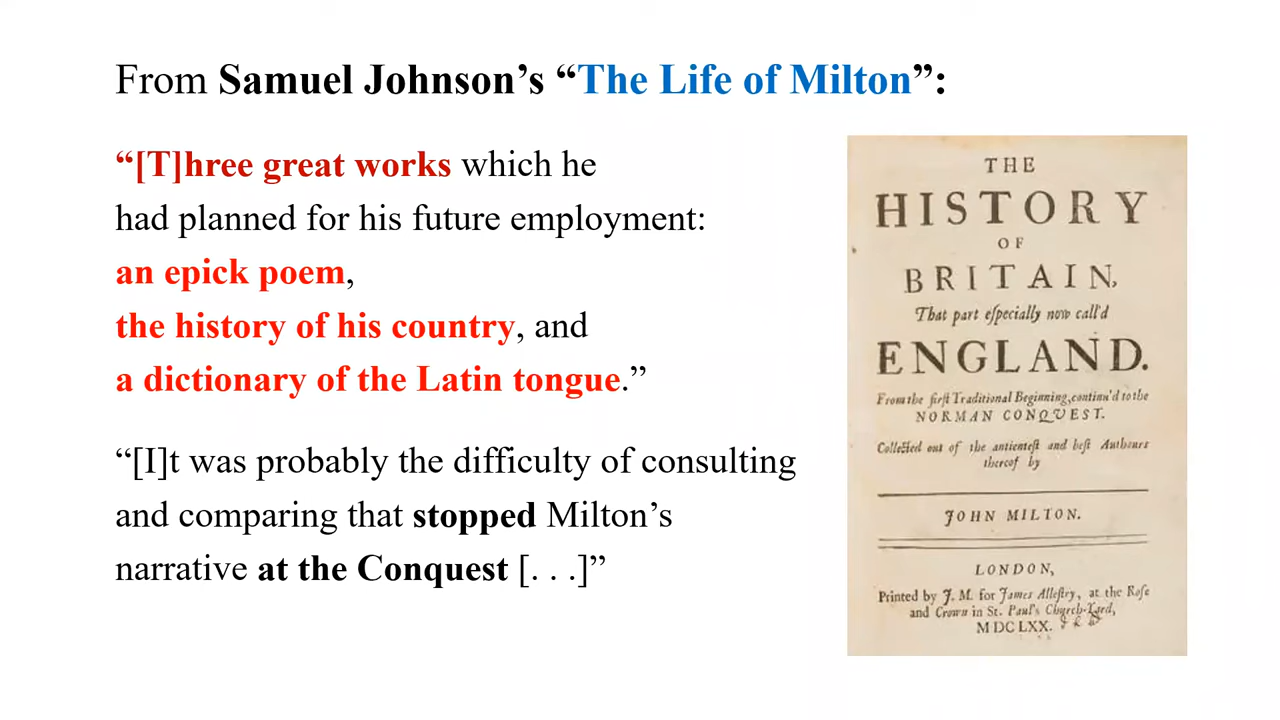 From Samuel Johnson’s “The Life of Milton”:
“[T]hree great works which he
had planned for his future employment:
an epick poem,
the history of his country, and
a dictionary of the Latin tongue.”
“[I]t was probably the difficulty of consulting
and comparing that stopped Milton’s
narrative at the Conquest [. . .]”
THE
HISTORY
OF
BRITAIN,
That part eſpecially now call'd
ENGLAND.
From the firſt Traditional Beginning, continu'd to the
NORMAN CONQUEST.
Collected out of the antienteſt and beſt Authours
thereof by
JOHN MILTON.
LONDON,
Printed by J. M. for James Alleſtry, at the Roſe
and Crown in St. Paul's Church-Yard,
MDCLXX.